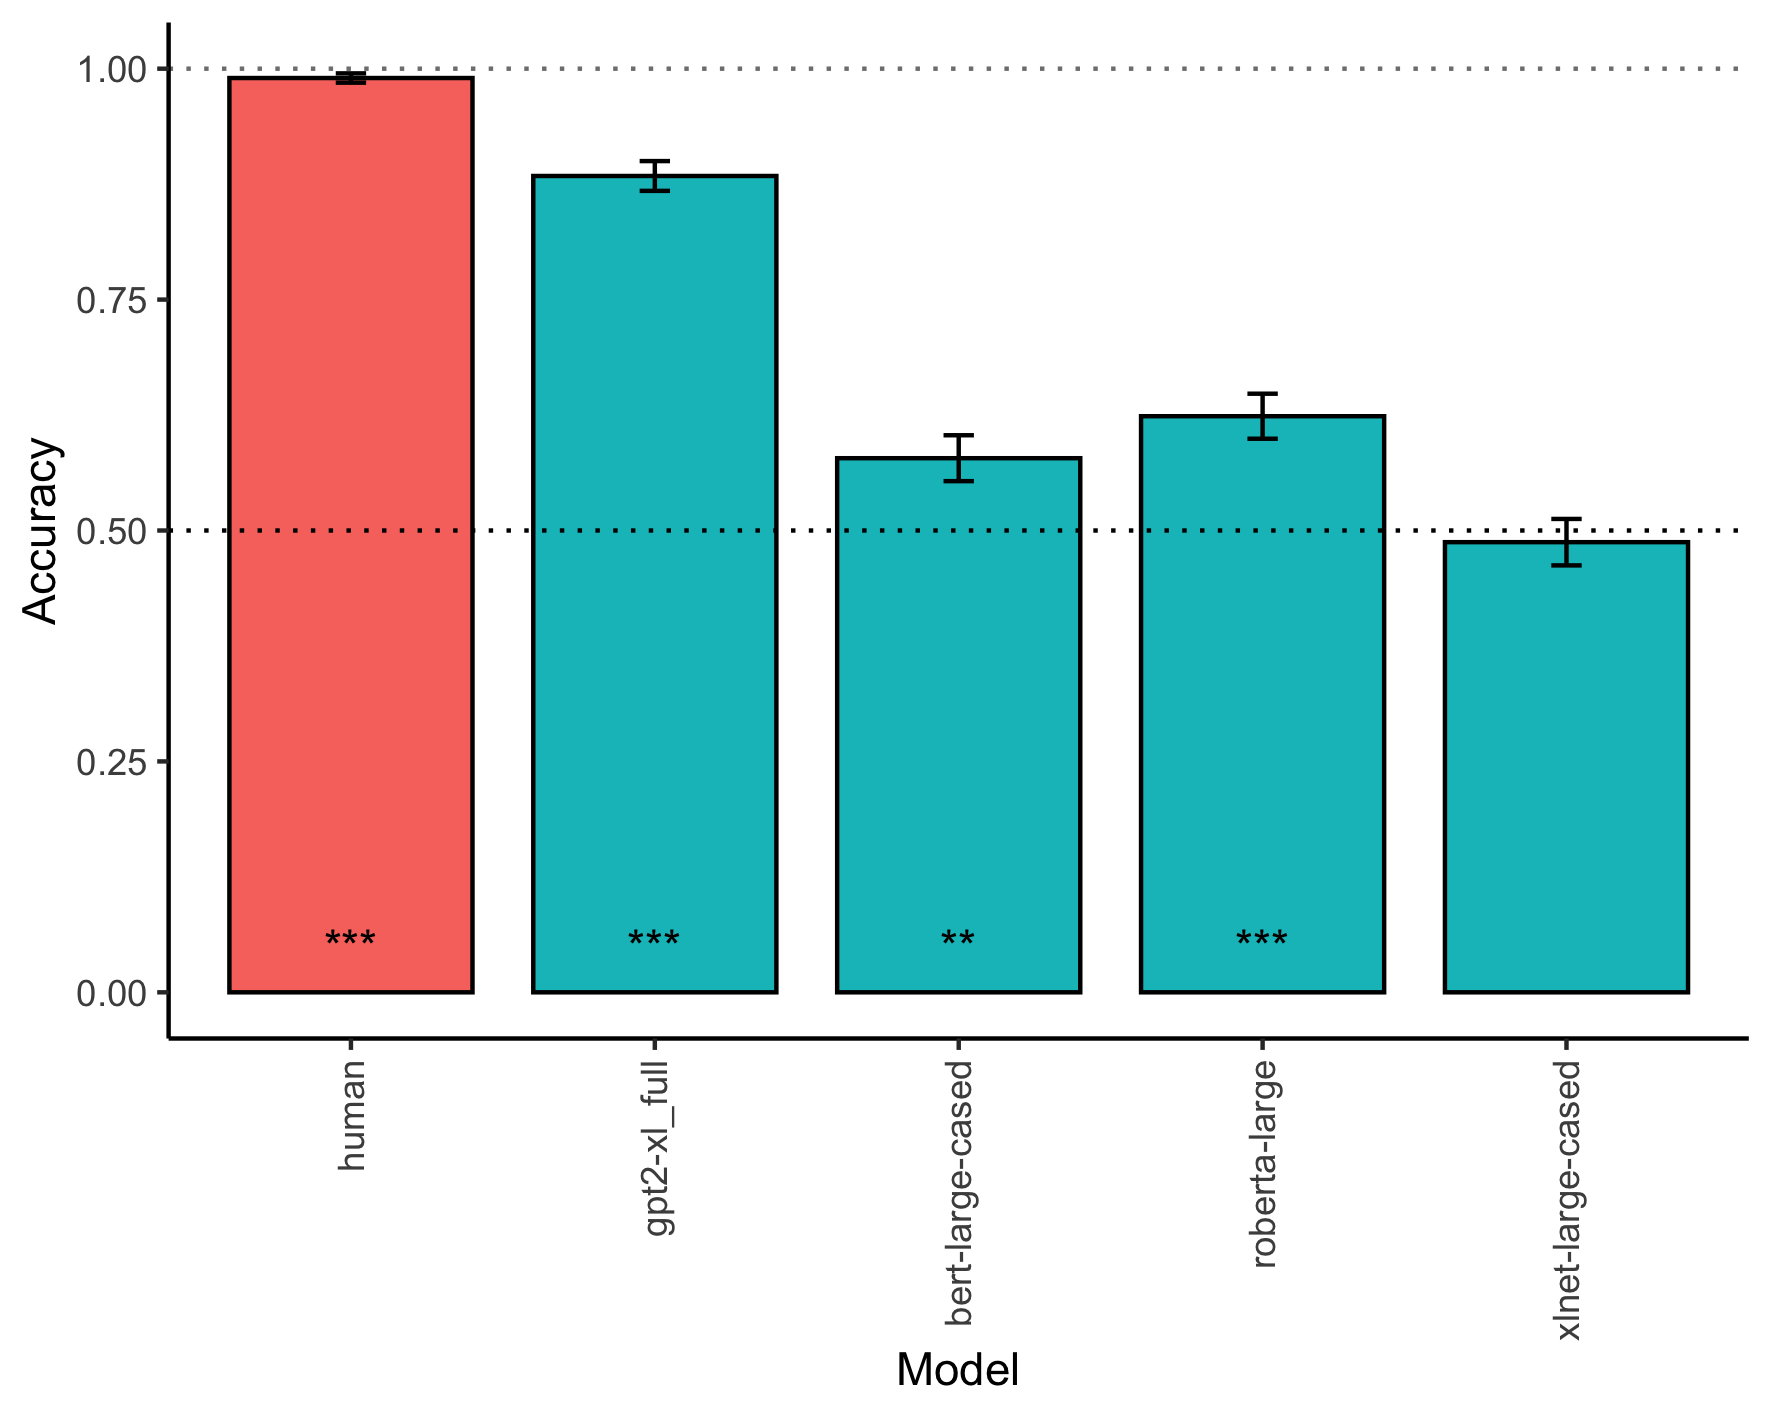 1.00
0.75
0.50
0.25
0.00
Accuracy
***
***
**
***
human
gpt2-xl_full
bert-large-cased
roberta-large
xlnet-large-cased
Model